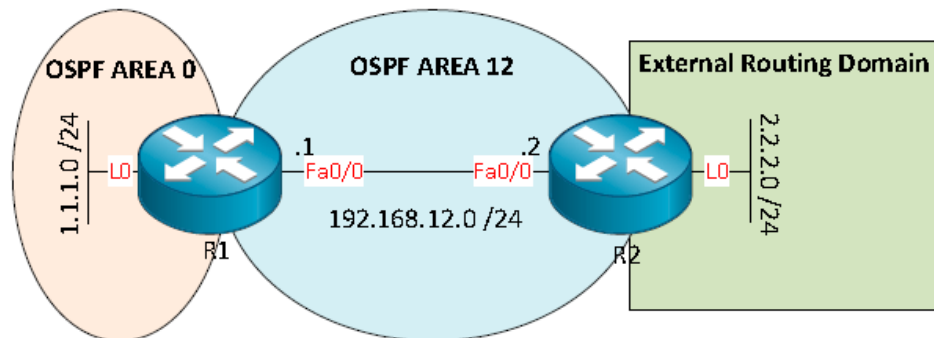 OSPF AREA 0
OSPF AREA 12
External Routing Domain
1.1.1.0 /24
L0
.1
Fa0/0
.2
Fa0/0
L0
2.2.2.0 /24
192.168.12.0 /24
R1
R2